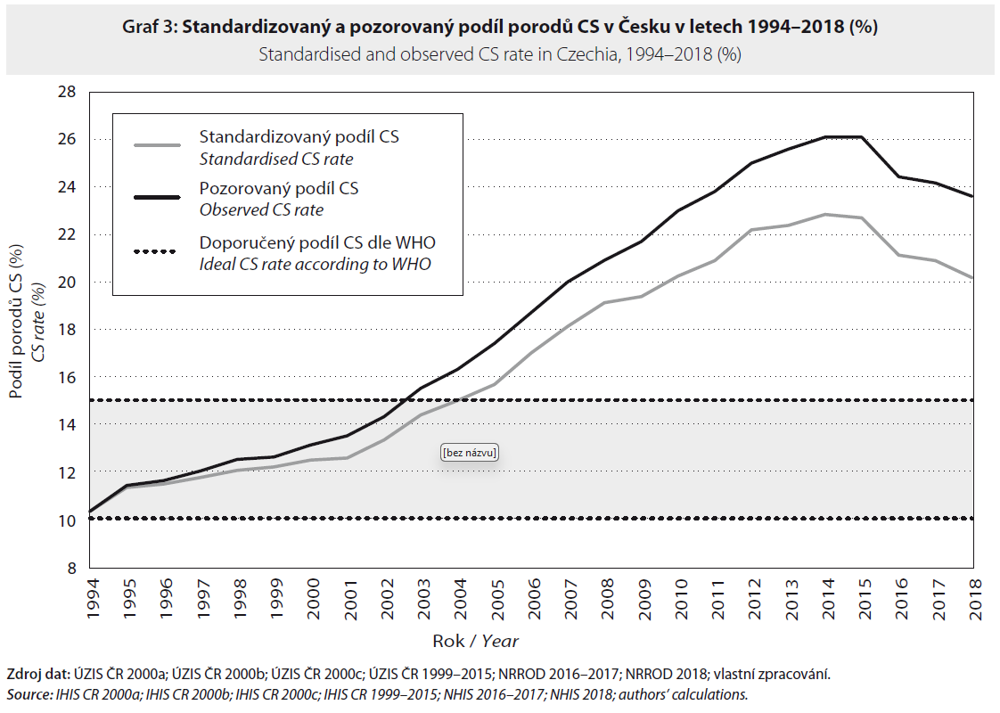 Graf 3: Standardizovaný a pozorovaný podíl porodů CS v Česku v letech 1994–2018 (%)
Standardised and observed CS rate in Czechia, 1994–2018 (%)
28
26
24
22
20
18
16
14
12
10
8
Podíl porodů CS (%)
CS rate (%)
Standardizovaný podíl CS
Standardised CS rate
Pozorovaný podíl CS
Observed CS rate
Doporučený podíl CS dle WHO
Ideal CS rate according to WHO
[bez názvu]
1994
1995
1996
1997
1998
1999
2000
2001
2002
2003
2004
2005
2006
2007
2008
2009
2010
2011
2012
2013
2014
2015
2016
2017
2018
Rok / Year
Zdroj dat: ÚZIS ČR 2000a; ÚZIS ČR 2000b; ÚZIS ČR 2000c; ÚZIS ČR 1999–2015; NRROD 2016–2017; NRROD 2018; vlastní zpracování.
Source: IHIS CR 2000a; IHIS CR 2000b; IHIS CR 2000c; IHIS CR 1999–2015; NHIS 2016–2017; NHIS 2018; authors' calculations.